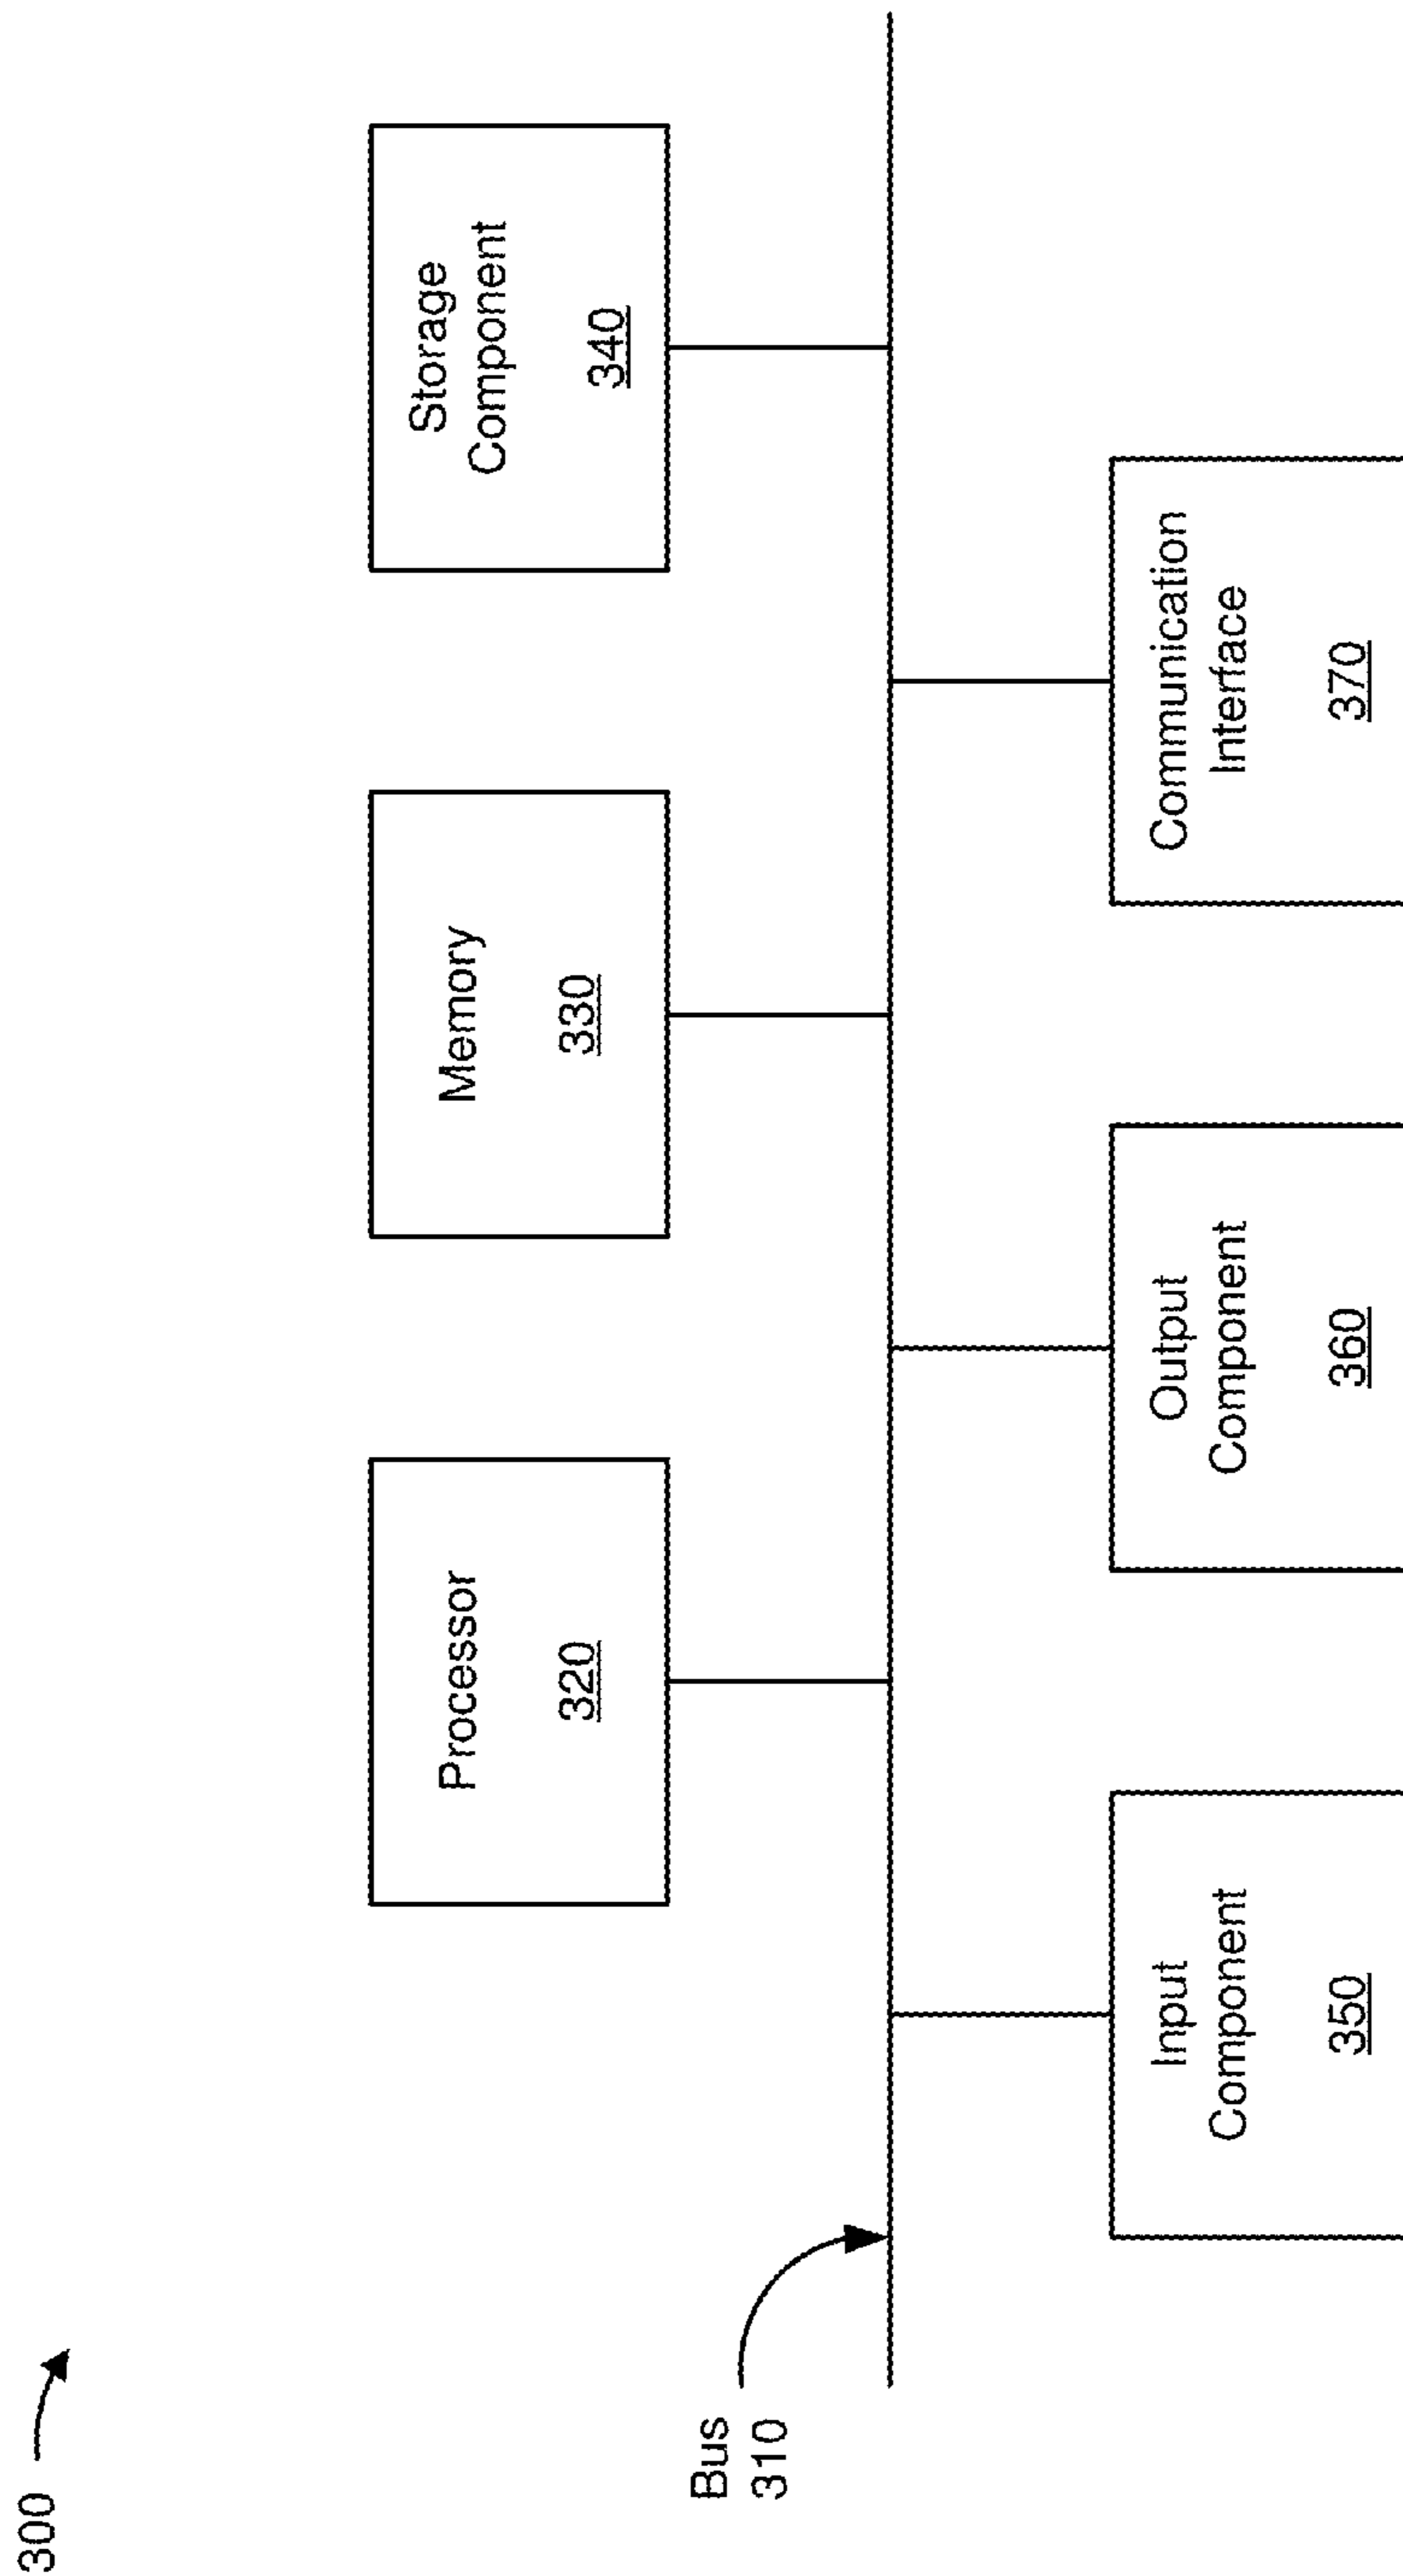 300
Processor
320
Memory
330
Storage
Component
340
Bus
310
Input
Component
350
Output
Component
360
Communication
Interface
370